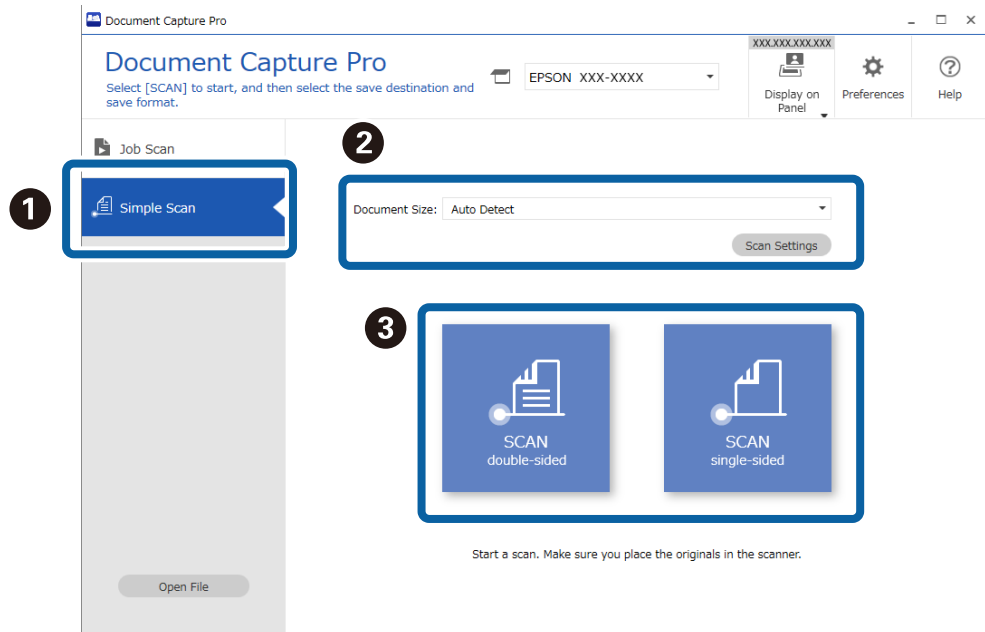 Document Capture Pro
Document Capture Pro
Select [SCAN] to start, and then select the save destination and
save format.
EPSON XXX-XXXX
XXX.XXX.XXX.XXX
Display on
Panel
Preferences
Help
Job Scan
1
Simple Scan
2
Document Size: Auto Detect
Scan Settings
3
SCAN
double-sided
SCAN
single-sided
Start a scan. Make sure you place the originals in the scanner.
Open File